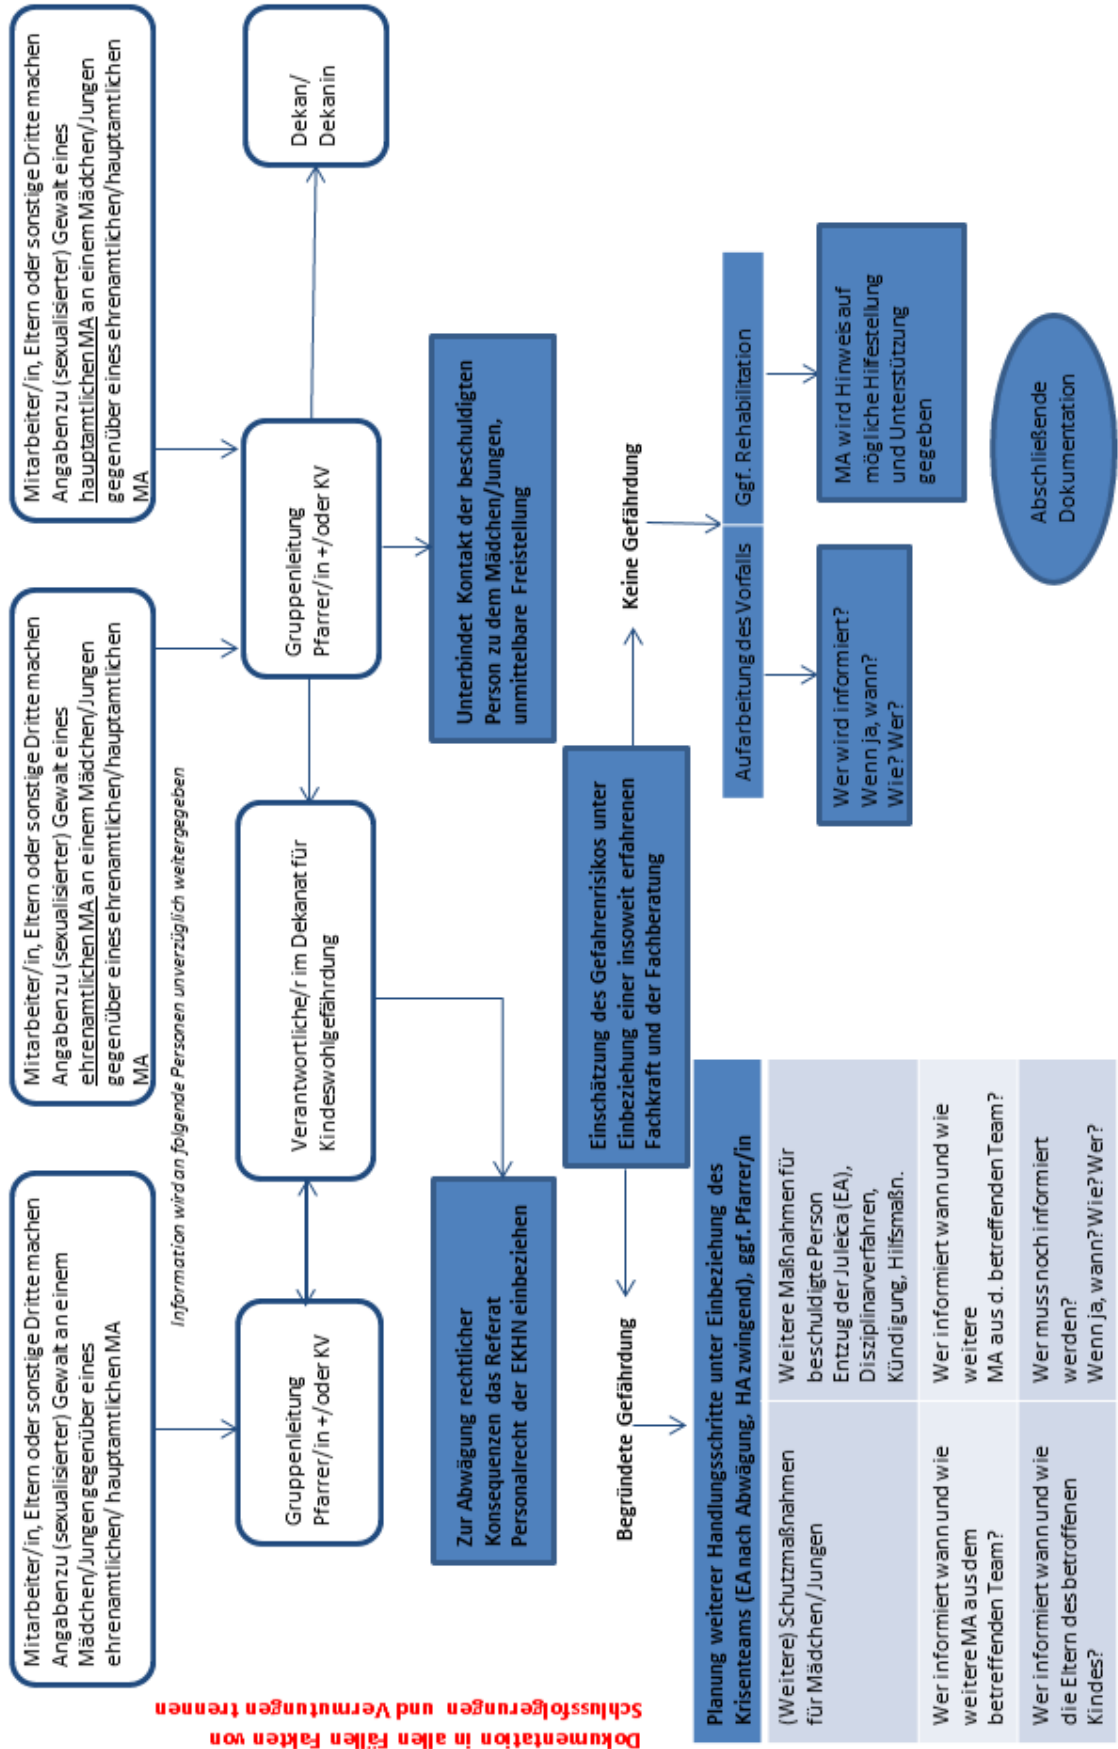 Mitarbeiter/in, Eltern oder sonstige Dritte machen
Angaben zu (sexualisierter) Gewalt an einem
Mädchen/Jungen gegenüber eines
ehrenamtlichen/ hauptamtlichen MA
Mitarbeiter/in, Eltern oder sonstige Dritte machen
Angaben zu (sexualisierter) Gewalt eines
ehrenamtlichen MA an einem Mädchen/Jungen
gegenüber eines ehrenamtlichen/hauptamtlichen
MA
Mitarbeiter/in, Eltern oder sonstige Dritte machen
Angaben zu (sexualisierter) Gewalt eines
hauptamtlichen MA an einem Mädchen/Jungen
gegenüber eines ehrenamtlichen/hauptamtlichen
MA
Information wird an folgende Personen unverzüglich weitergegeben
Gruppenleitung
Pfarrer/in +/oder KV
Verantwortliche/r im Dekanat für
Kindeswohlgefährdung
Gruppenleitung
Pfarrer/in +/oder KV
Dekan/
Dekanin
Zur Abwägung rechtlicher
Konsequenzen das Referat
Personalrecht der EKHN einbeziehen
Unterbindet Kontakt der beschuldigten
Person zu dem Mädchen/Jungen,
unmittelbare Freistellung
Einschätzung des Gefahrenrisikos unter
Einbeziehung einer insoweit erfahrenen
Fachkraft und der Fachberatung
Begründete Gefährdung
Keine Gefährdung
Planung weiterer Handlungsschritte unter Einbeziehung des
Krisenteams (EA nach Abwägung, HA zwingend), ggf. Pfarrer/in
(Weitere) Schutzmaßnahmen
für Mädchen/Jungen
Weitere Maßnahmen für
beschuldigte Person
Entzug der Juleica (EA),
Disziplinarverfahren,
Kündigung, Hilfsmaßn.
Wer informiert wann und wie
weitere MA aus dem
betreffenden Team?
Wer informiert wann und wie
weitere
MA aus d. betreffenden Team?
Wer informiert wann und wie
die Eltern des betroffenen
Kindes?
Wer muss noch informiert
werden?
Wenn ja, wann? Wie? Wer?
Aufarbeitung des Vorfalls
Ggf. Rehabilitation
Wer wird informiert?
Wenn ja, wann?
Wie? Wer?
MA wird Hinweis auf
mögliche Hilfestellung
und Unterstützung
gegeben
Abschließende
Dokumentation
Dokumentation in allen Fällen Fakten von
Schlussfolgerungen und Vermutungen trennen